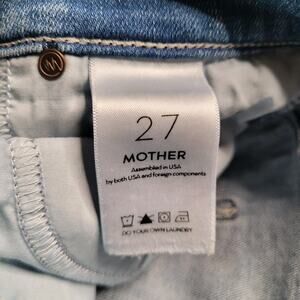 27
MOTHER
Assembled in USA
by both USA and foreign components
DO YOUR OWN LAUNDRY